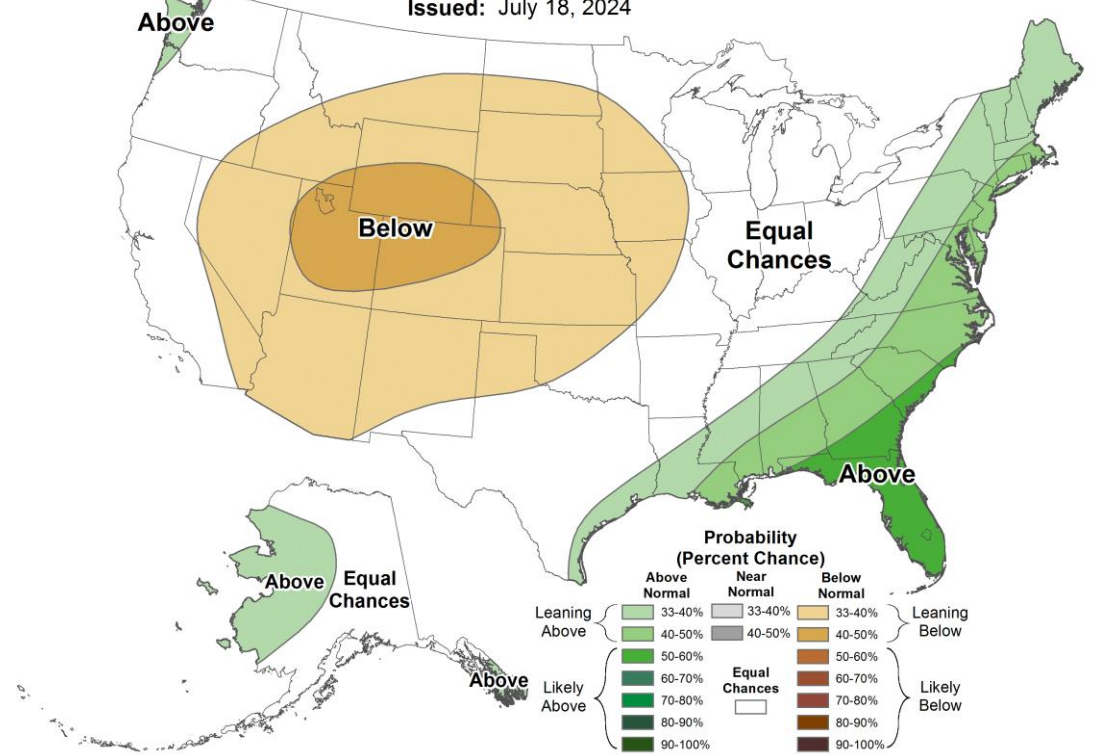 Issued: July 18, 2024
Above
Below
Equal
Chances
Above
Above
Equal
Chances
Above
Probability
(Percent Chance)
Above
Normal
Near
Normal
Below
Normal
Leaning
Above
33-40%
33-40%
33-40%
40-50%
40-50%
40-50%
Leaning
Below
Likely
Above
50-60%
60-70%
70-80%
80-90%
90-100%
Equal
Chances
50-60%
60-70%
70-80%
80-90%
90-100%
Likely
Below